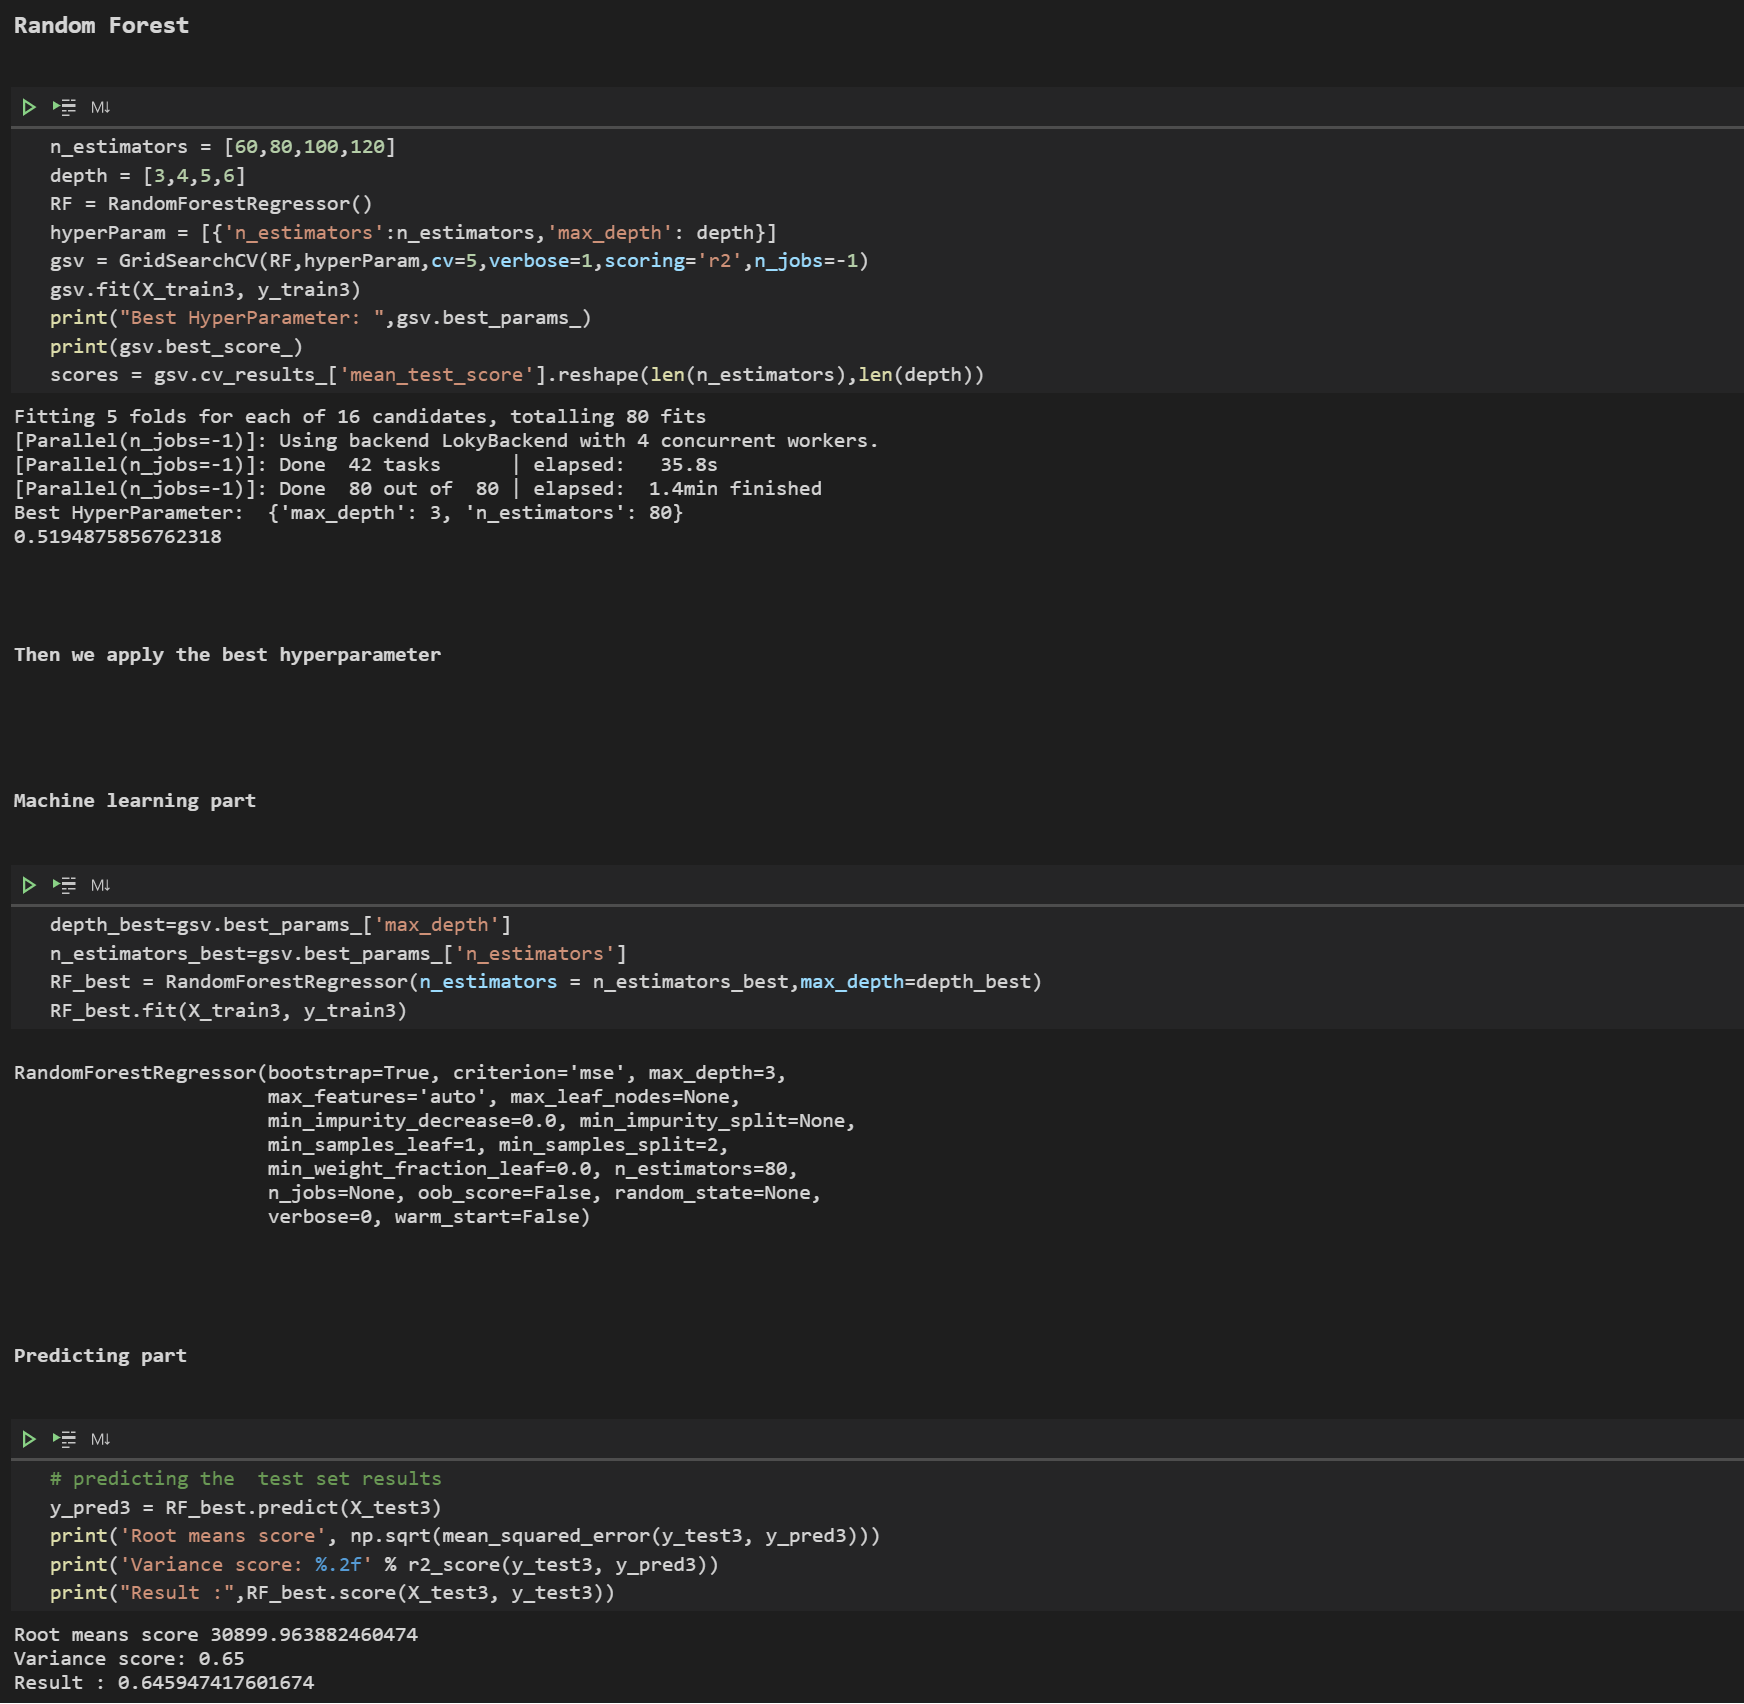 Random Forest
M↓
n_estimators = [60,80,100,120]
depth = [3,4,5,6]
RF = RandomForestRegressor()
hyperParam = [{'n_estimators':n_estimators,'max_depth': depth}]
gsv = GridSearchCV(RF,hyperParam,cv=5,verbose=1,scoring='r2',n_jobs=-1)
gsv.fit(X_train3, y_train3)
print("Best HyperParameter: ",gsv.best_params_)
print(gsv.best_score_)
scores = gsv.cv_results_['mean_test_score'].reshape(len(n_estimators),len(depth))
Fitting 5 folds for each of 16 candidates, totalling 80 fits
[Parallel(n_jobs=-1)]: Using backend LokyBackend with 4 concurrent workers.
[Parallel(n_jobs=-1)]: Done  42 tasks      | elapsed:   35.8s
[Parallel(n_jobs=-1)]: Done  80 out of  80 | elapsed:  1.4min finished
Best HyperParameter:  {'max_depth': 3, 'n_estimators': 80}
0.5194875856762318
Then we apply the best hyperparameter
Machine learning part
M↓
depth_best=gsv.best_params_['max_depth']
n_estimators_best=gsv.best_params_['n_estimators']
RF_best = RandomForestRegressor(n_estimators = n_estimators_best,max_depth=depth_best)
RF_best.fit(X_train3, y_train3)
RandomForestRegressor(bootstrap=True, criterion='mse', max_depth=3,
max_features='auto', max_leaf_nodes=None,
min_impurity_decrease=0.0, min_impurity_split=None,
min_samples_leaf=1, min_samples_split=2,
min_weight_fraction_leaf=0.0, n_estimators=80,
n_jobs=None, oob_score=False, random_state=None,
verbose=0, warm_start=False)
Predicting part
M↓
# predicting the  test set results
y_pred3 = RF_best.predict(X_test3)
print('Root means score', np.sqrt(mean_squared_error(y_test3, y_pred3)))
print('Variance score: %.2f' % r2_score(y_test3, y_pred3))
print("Result :",RF_best.score(X_test3, y_test3))
Root means score 30899.963882460474
Variance score: 0.65
Result : 0.645947417601674